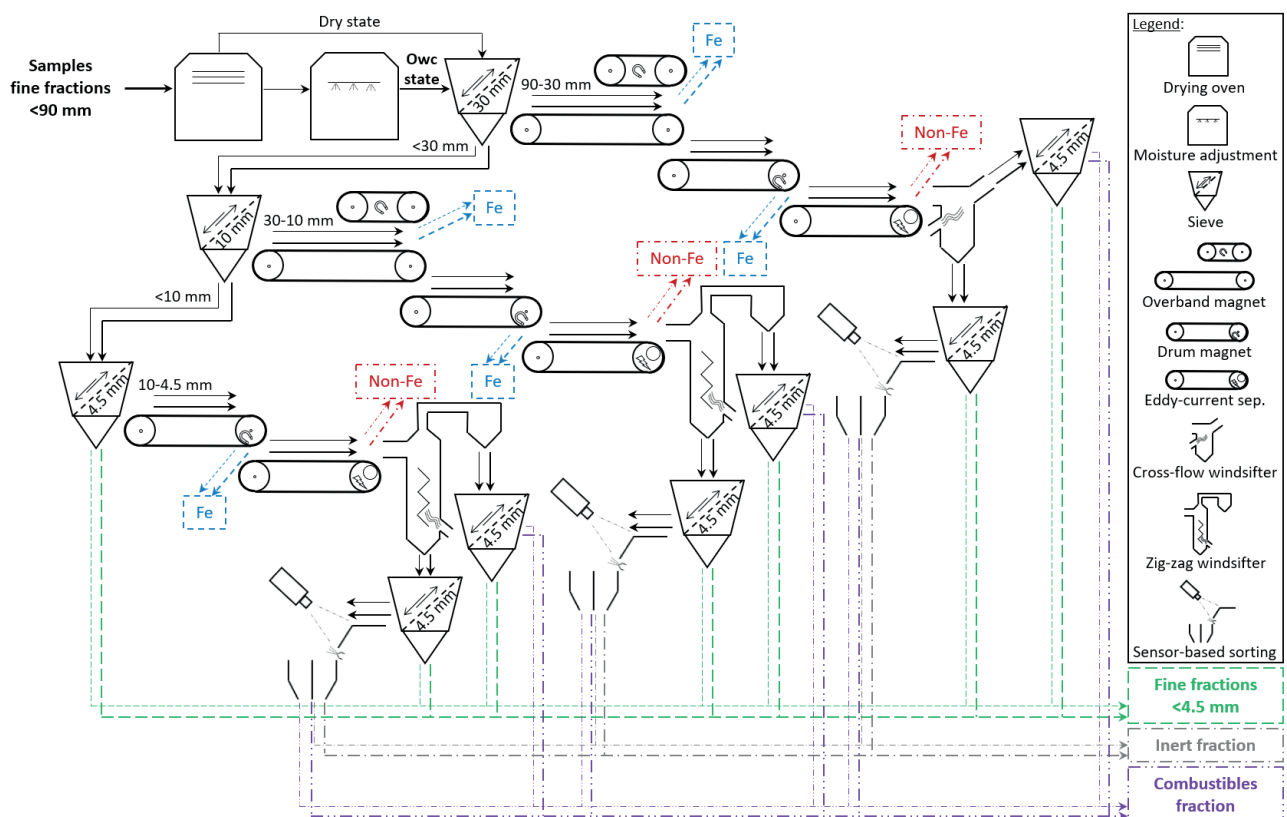 Dry state
Samples
fine fractions
<90 mm
Owc
state
30 mm
90-30 mm
Fe
<30 mm
10 mm
30-10 mm
Fe
Fe
Non-Fe
4.5 mm
<10 mm
4.5 mm
10-4.5 mm
Fe
Non-Fe
Fe
Non-Fe
4.5 mm
4.5 mm
4.5 mm
4.5 mm
4.5 mm
Legend:
Drying oven
Moisture adjustment
Sieve
Overband magnet
Drum magnet
Eddy-current sep.
Cross-flow windsifter
Zig-zag windsifter
Sensor-based sorting
Fine fractions
<4.5 mm
Inert fraction
Combustibles
fraction